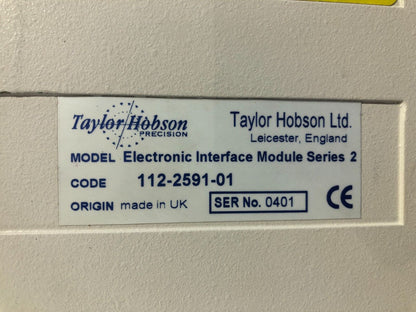 Taylor Hobson
PRECISION
Taylor Hobson Ltd.
Leicester, England
MODEL Electronic Interface Module Series 2
CODE 112-2591-01
ORIGIN made in UK SER No. 0401 CE